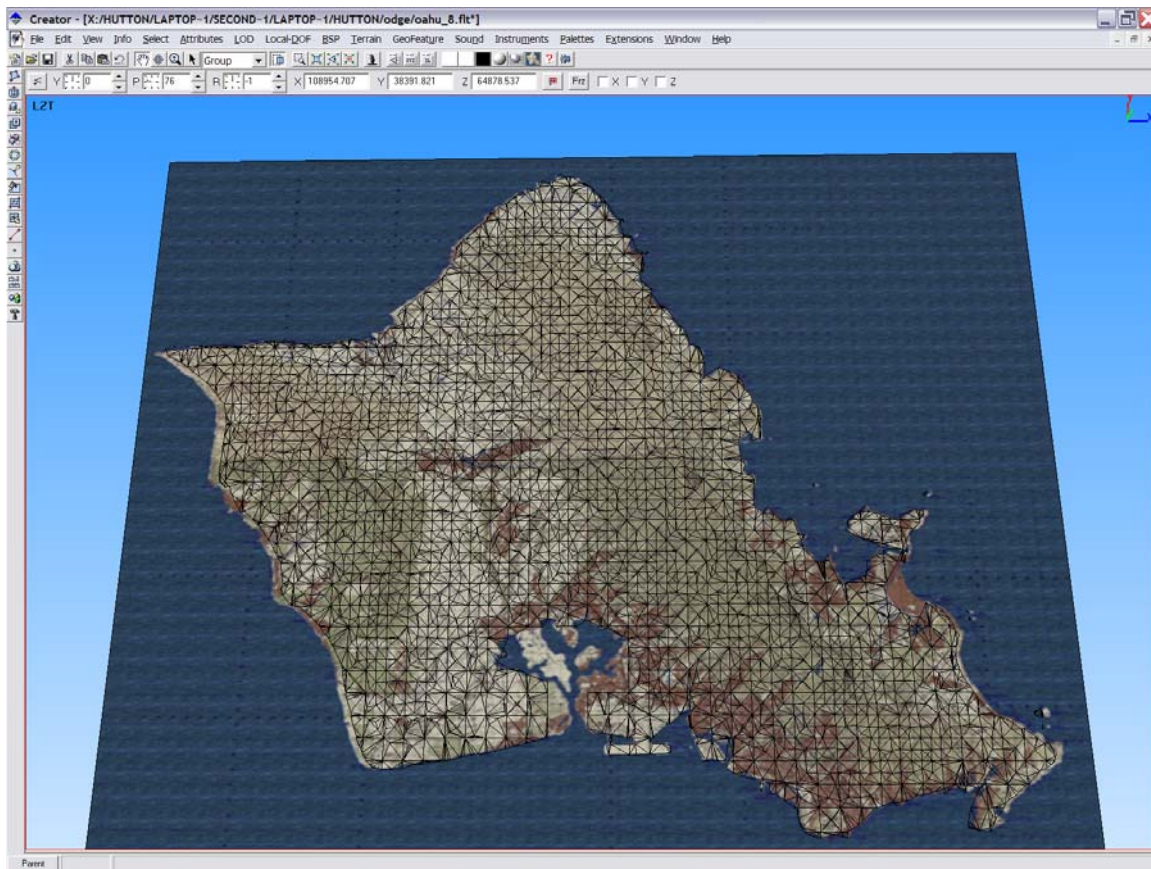 Creator - [X:/HUTTON/LAPTOP-1/SECOND-1/LAPTOP-1/HUTTON/odge/oahu_8.flt*]
File Edit View Info Select Attributes LOD Local-DOF BSP Terrain GeoFeature Sound Instruments Palettes Extensions Window Help
Group
Y 0 P 76 R -1 X 108954.707 Y 38391.821 Z 64878.537 Frz X Y Z
L2T
Parent